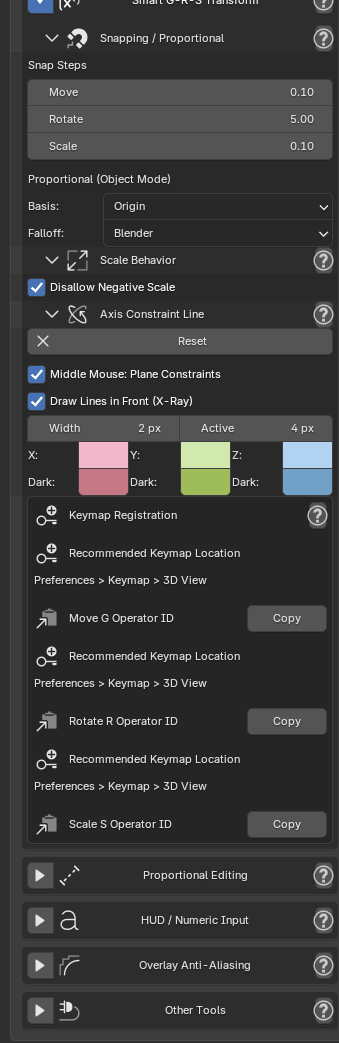 Smart G-R-S Transform
Snapping / Proportional
Snap Steps
Move 0.10
Rotate 5.00
Scale 0.10
Proportional (Object Mode)
Basis: Origin
Falloff: Blender
Scale Behavior
Disallow Negative Scale
Axis Constraint Line
Reset
Middle Mouse: Plane Constraints
Draw Lines in Front (X-Ray)
Width 2 px Active 4 px
X: Y: Z:
Dark: Dark: Dark:
Keymap Registration
Recommended Keymap Location
Preferences > Keymap > 3D View
Move G Operator ID Copy
Recommended Keymap Location
Preferences > Keymap > 3D View
Rotate R Operator ID Copy
Recommended Keymap Location
Preferences > Keymap > 3D View
Scale S Operator ID Copy
Proportional Editing
HUD / Numeric Input
Overlay Anti-Aliasing
Other Tools